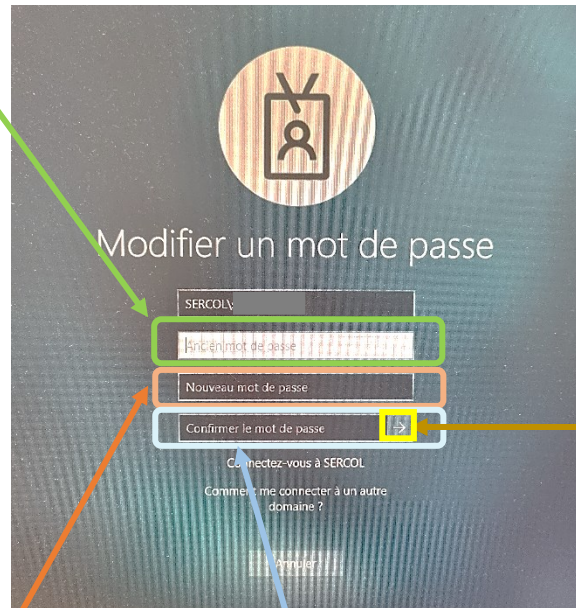 Modifier un mot de passe
SERCOL\
Ancien mot de passe
Nouveau mot de passe
Confirmer le mot de passe
Connectez-vous à SERCOL
Comment me connecter à un autre
domaine ?
Annuler